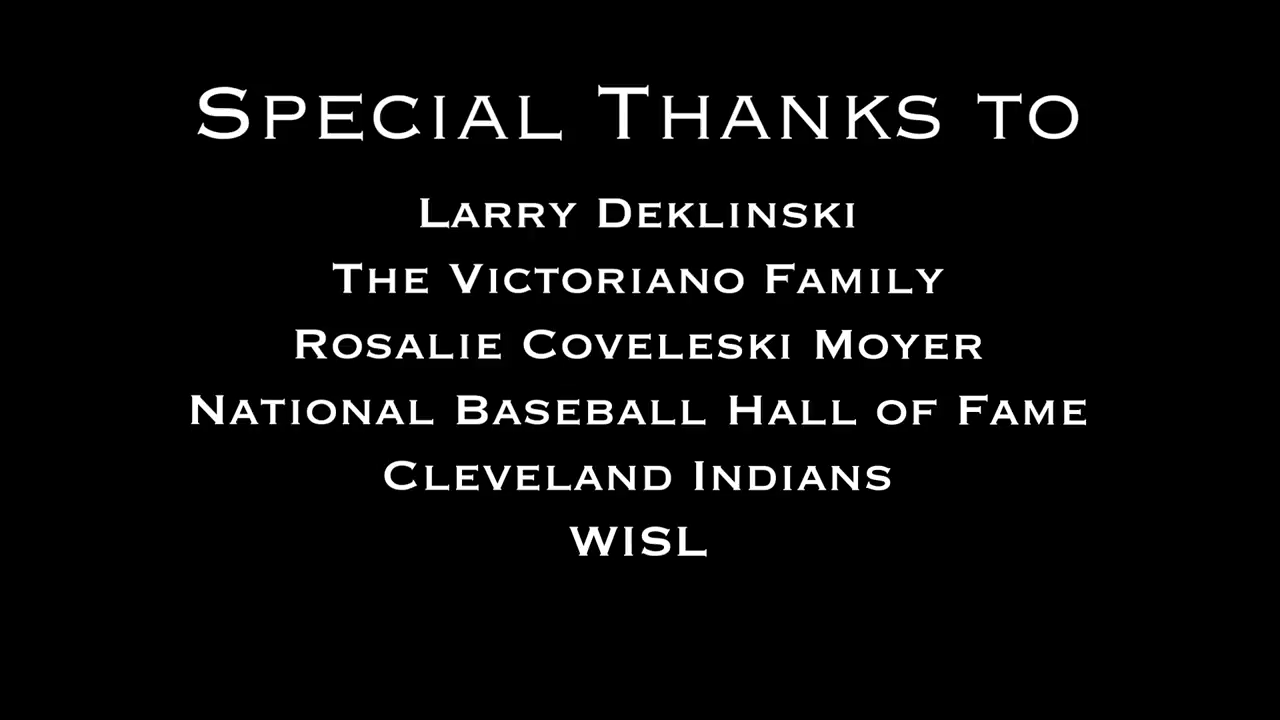 Special Thanks to
Larry Deklinski
The Victoriano Family
Rosalie Coveleski Moyer
National Baseball Hall of Fame
Cleveland Indians
WISL